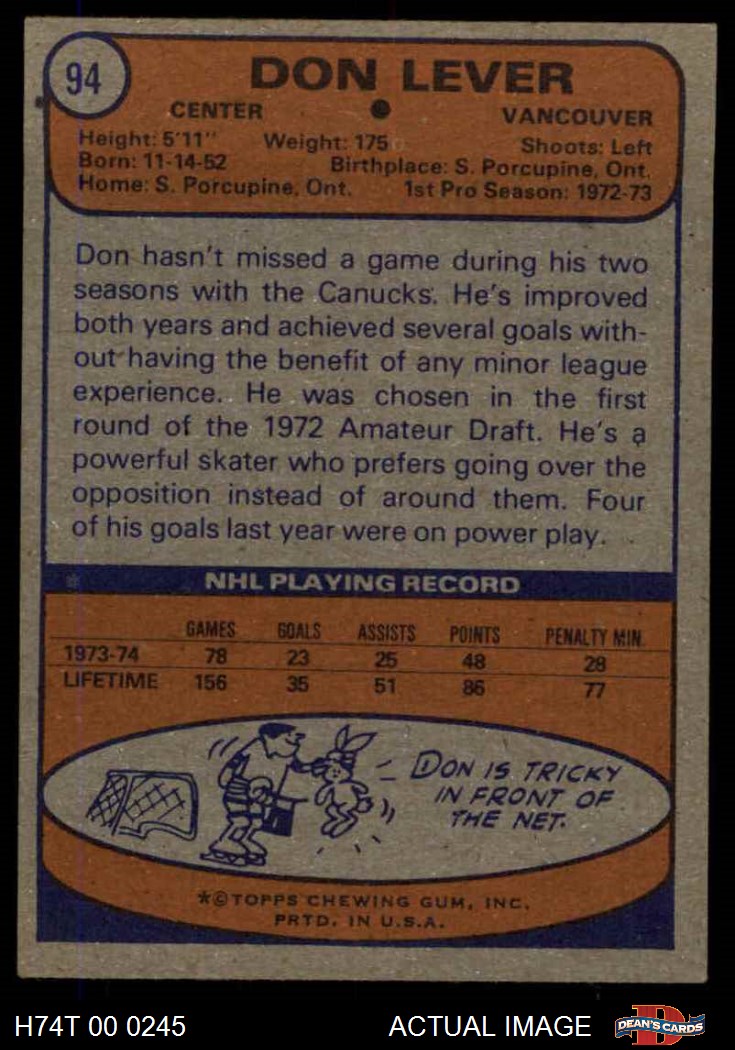 94
DON LEVER
CENTER ● VANCOUVER
Height: 5'11" Weight: 175 Shoots: Left
Born: 11-14-52 Birthplace: S. Porcupine, Ont.
Home: S. Porcupine, Ont. 1st Pro Season: 1972-73
Don hasn't missed a game during his two
seasons with the Canucks. He's improved
both years and achieved several goals with-
out having the benefit of any minor league
experience. He was chosen in the first
round of the 1972 Amateur Draft. He's a
powerful skater who prefers going over the
opposition instead of around them. Four
of his goals last year were on power play.
NHL PLAYING RECORD
GAMES GOALS ASSISTS POINTS PENALTY MIN.
1973-74 78 23 25 48 28
LIFETIME 156 35 51 86 77
DON IS TRICKY
IN FRONT OF
THE NET.
*©TOPPS CHEWING GUM, INC.
PRTD. IN U.S.A.
H74T 00 0245 ACTUAL IMAGE D DEAN'S CARDS